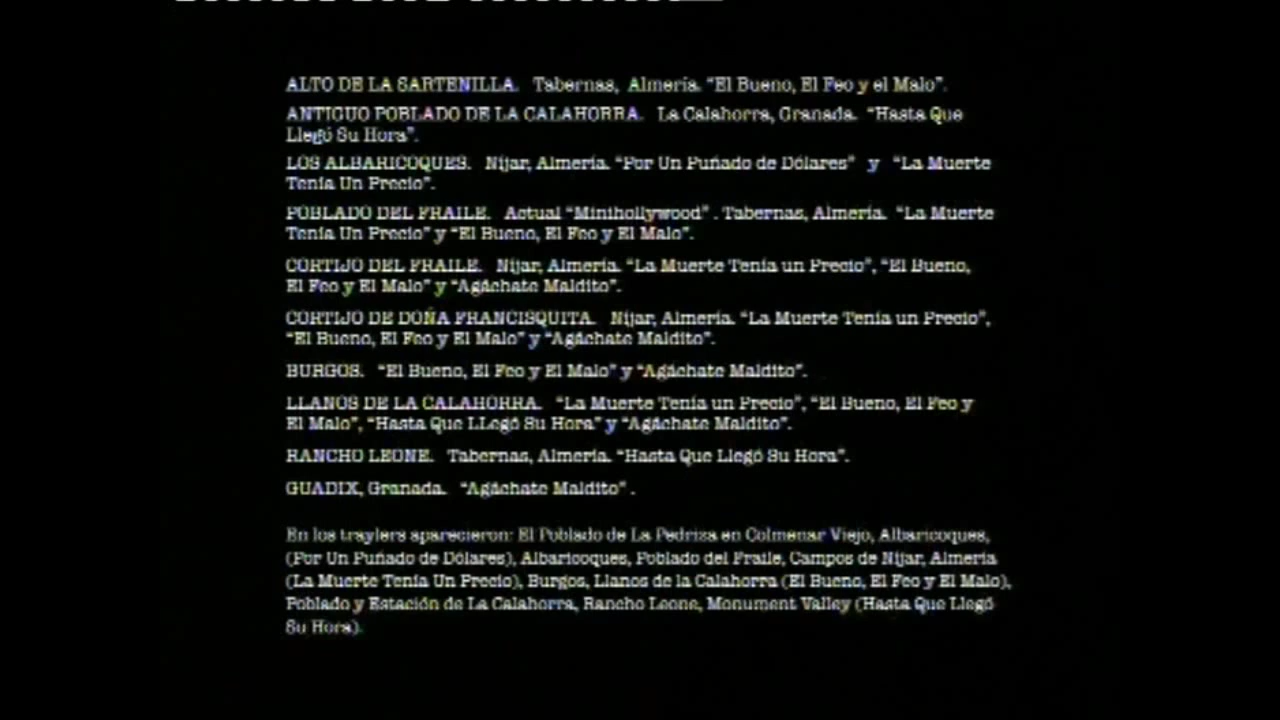 ALTO DE LA SARTENILLA. Tabernas, Almería. “El Bueno, El Feo y el Malo”.
ANTIGUO POBLADO DE LA CALAHORRA. La Calahorra, Granada. “Hasta Que
Llegó Su Hora”.
LOS ALBARICOQUES. Níjar, Almería. “Por Un Puñado de Dólares” y “La Muerte
Tenía Un Precio”.
POBLADO DEL FRAILE. Actual “Minihollywood” . Tabernas, Almería. “La Muerte
Tenía Un Precio” y “El Bueno, El Feo y El Malo”.
CORTIJO DEL FRAILE. Níjar, Almería. “La Muerte Tenía un Precio”, “El Bueno,
El Feo y El Malo” y “Agáchate Maldito”.
CORTIJO DE DOÑA FRANCISQUITA. Níjar, Almería. “La Muerte Tenía un Precio”,
“El Bueno, El Feo y El Malo” y “Agáchate Maldito”.
BURGOS. “El Bueno, El Feo y El Malo” y “Agáchate Maldito”.
LLANOS DE LA CALAHORRA. “La Muerte Tenía un Precio”, “El Bueno, El Feo y
El Malo”, “Hasta Que LLegó Su Hora” y “Agáchate Maldito”.
RANCHO LEONE. Tabernas, Almería. “Hasta Que Llegó Su Hora”.
GUADIX, Granada. “Agáchate Maldito” .
En los traylers aparecieron: El Poblado de La Pedriza en Colmenar Viejo, Albaricoques,
(Por Un Puñado de Dólares), Albaricoques, Poblado del Fraile, Campos de Níjar, Almería
(La Muerte Tenía Un Precio), Burgos, Llanos de la Calahorra (El Bueno, El Feo y El Malo),
Poblado y Estación de La Calahorra, Rancho Leone, Monument Valley (Hasta Que Llegó
Su Hora).